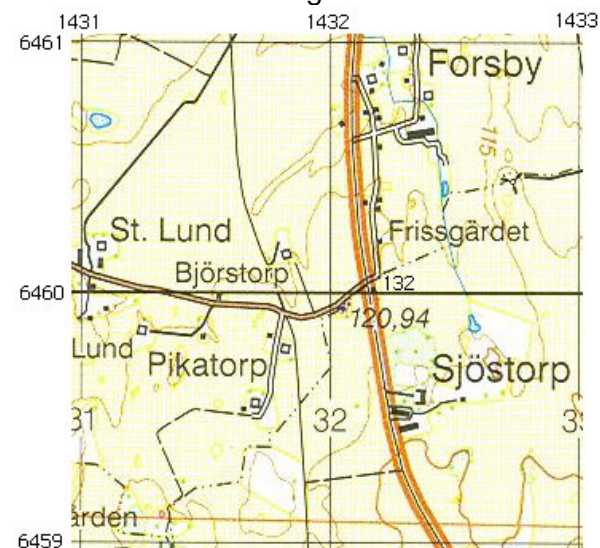 1431 1432 1433
6461
Forsby
115
St. Lund
Frissgärdet
Björstorp
6460
132
120,94
Lund
Pikatorp
Sjöstorp
31
32
6459